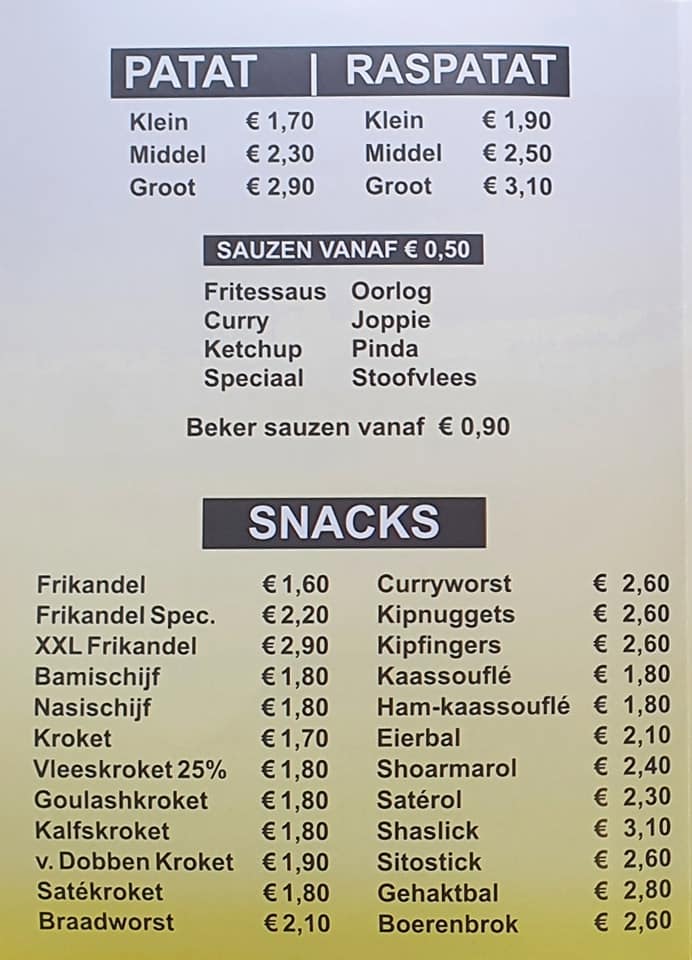 PATAT | RASPATAT
Klein € 1,70 Klein € 1,90
Middel € 2,30 Middel € 2,50
Groot € 2,90 Groot € 3,10
SAUZEN VANAF € 0,50
Fritessaus Oorlog
Curry Joppie
Ketchup Pinda
Speciaal Stoofvlees
Beker sauzen vanaf € 0,90
SNACKS
Frikandel € 1,60 Curryworst € 2,60
Frikandel Spec. € 2,20 Kipnuggets € 2,60
XXL Frikandel € 2,90 Kipfingers € 2,60
Bamischijf € 1,80 Kaassouflé € 1,80
Nasischijf € 1,80 Ham-kaassouflé € 1,80
Kroket € 1,70 Eierbal € 2,10
Vleeskroket 25% € 1,80 Shoarmarol € 2,40
Goulashkroket € 1,80 Satérol € 2,30
Kalfskroket € 1,80 Shaslick € 3,10
v. Dobben Kroket € 1,90 Sitostick € 2,60
Satékroket € 1,80 Gehaktbal € 2,80
Braadworst € 2,10 Boerenbrok € 2,60